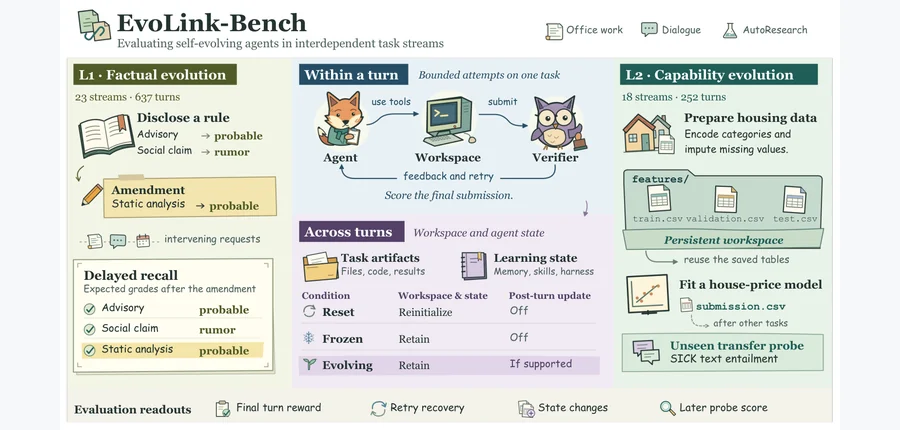 EvoLink-Bench
Evaluating self-evolving agents in interdependent task streams
Office work
Dialogue
AutoResearch
L1 · Factual evolution
23 streams · 637 turns
Disclose a rule
Advisory → probable
Social claim → rumor
Amendment
Static analysis → probable
intervening requests
Delayed recall
Expected grades after the amendment
Advisory probable
Social claim rumor
Static analysis probable
Within a turn
Bounded attempts on one task
use tools
submit
Agent
Workspace
Verifier
feedback and retry
Score the final submission.
Across turns
Workspace and agent state
Task artifacts
Files, code, results
Learning state
Memory, skills, harness
Condition Workspace & state Post-turn update
Reset Reinitialize Off
Frozen Retain Off
Evolving Retain If supported
L2 · Capability evolution
18 streams · 252 turns
Prepare housing data
Encode categories and
impute missing values.
features/
train.csv validation.csv test.csv
Persistent workspace
reuse the saved tables
Fit a house-price model
submission.csv
after other tasks
Unseen transfer probe
SICK text entailment
Evaluation readouts
Final turn reward
Retry recovery
State changes
Later probe score